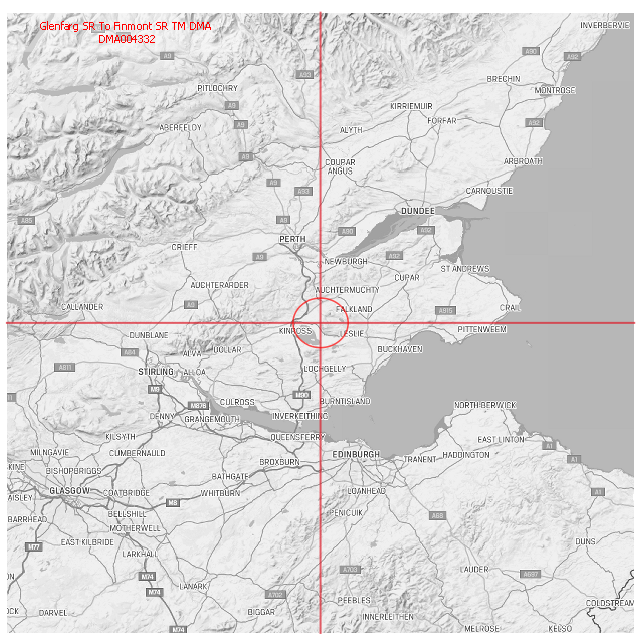 Glenfarg SR To Finmont SR TM DMA
DMA004332
INVERBERVIE
A90
A92
A9
A93
BRECHIN
PITLOCHRY
MONTROSE
A9
KIRRIEMUIR
FORFAR
A9
ABERFELDY
ALYTH
A92
A9
COUPAR
ANGUS
ARBROATH
A9
A93
CARNOUSTIE
DUNDEE
A85
A9
A90
A92
PERTH
CRIEFF
A9
A92
NEWBURGH
ST ANDREWS
CUPAR
AUCHTERARDER
AUCHTERMUCHTY
CALLANDER
A9
FALKLAND
A915
CRAIL
KINROSS
PITTENWEEM
DUNBLANE
LESLIE
BUCKHAVEN
A84
ALVA
DOLLAR
A811
STIRLING
ALLOA
LOCHGELLY
M9
M90
CULROSS
BURNTISLAND
A876
NORTH BERWICK
DENNY
GRANGEMOUTH
INVERKEITHING
KILSYTH
QUEENSFERRY
EAST LINTON
A1
MILNGAVIE
CUMBERNAULD
EDINBURGH
HADDINGTON
TRANENT
A1
BROXBURN
SKINE
BISHOPBRIGGS
BATHGATE
GLASGOW
COATBRIDGE
WHITBURN
LOANHEAD
A1
AISLEY
M8
BELLSHILL
PENICUIK
A68
BARRHEAD
MOTHERWELL
EAST KILBRIDE
DUNS
M77
LARKHALL
A703
LAUDER
A697
M74
LANARK
M74
A702
PEEBLES
COLDSTREAM
OCK
DARVEL
BIGGAR
INNERLEITHEN
M74
MELROSE
KELSO